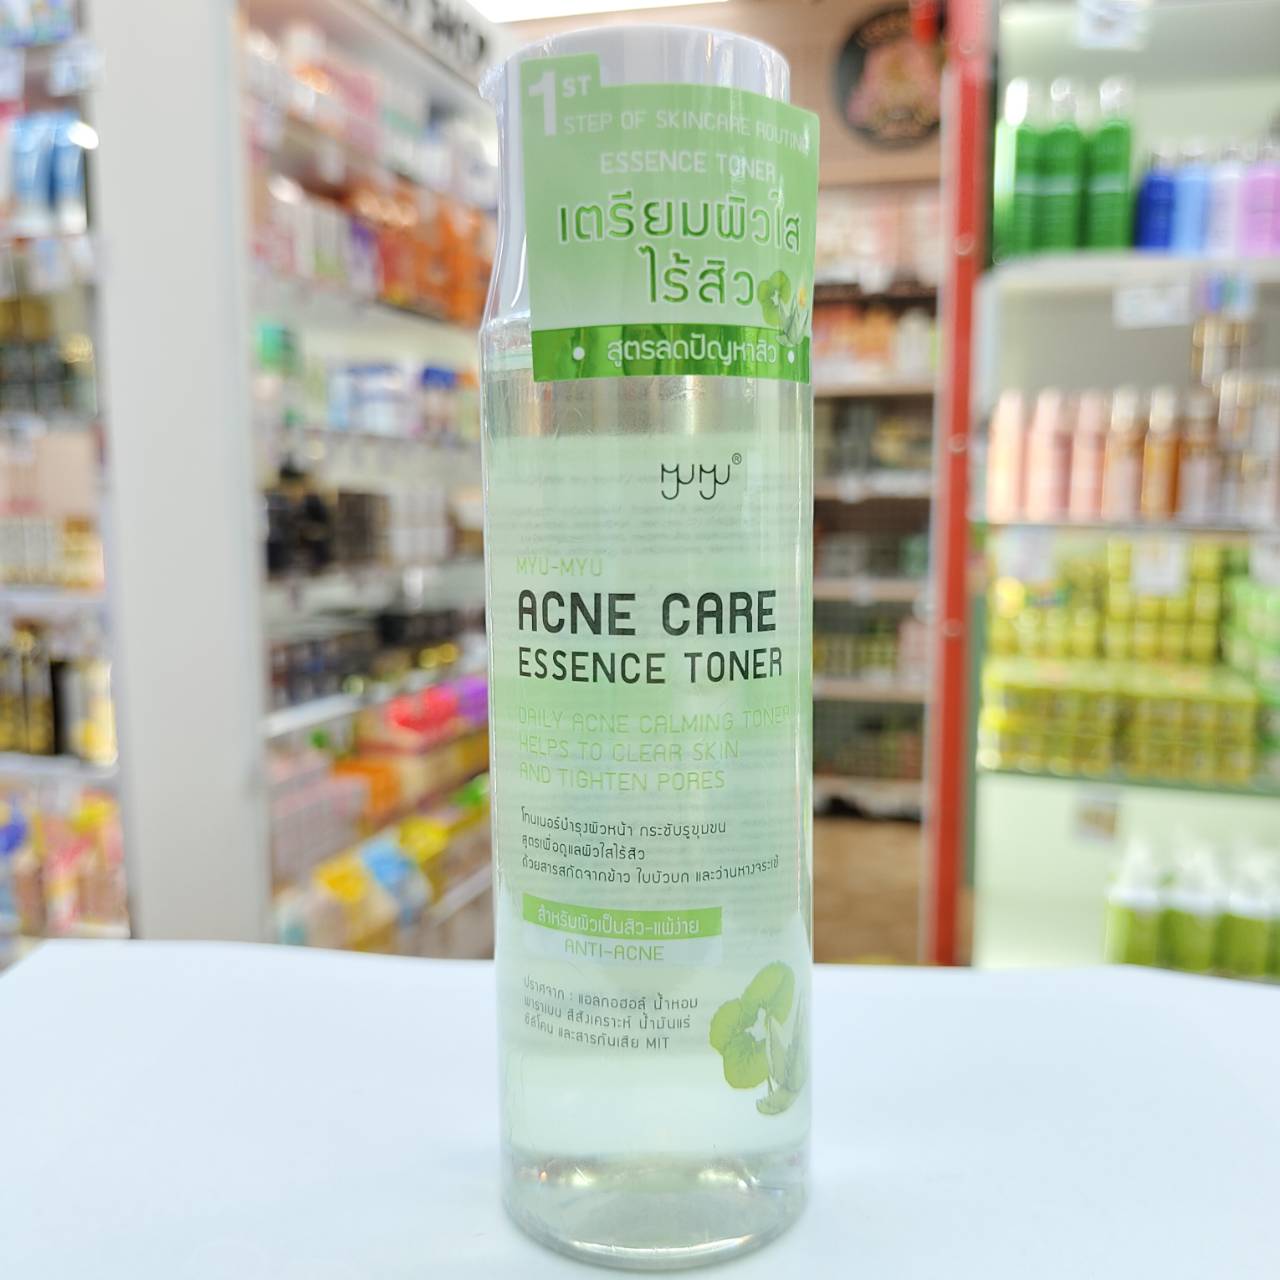 1ST
STEP OF SKINCARE ROUTINE
ESSENCE TONER
เตรียมผิวใส
ไร้สิว
• สูตรลดปัญหาสิว •
MYUMYU®
MYU-MYU
ACNE CARE
ESSENCE TONER
DAILY ACNE CALMING TONER
HELPS TO CLEAR SKIN
AND TIGHTEN PORES
โทนเนอร์บำรุงผิวหน้า กระชับรูขุมขน
สูตรเพื่อดูแลผิวใสไร้สิว
ด้วยสารสกัดจากข้าว ใบบัวบก และว่านหางจระเข้
สำหรับผิวเป็นสิว-แพ้ง่าย
ANTI-ACNE
ปราศจาก : แอลกอฮอล์ น้ำหอม
พาราเบน สีสังเคราะห์ น้ำมันแร่
ซิลิโคน และสารกันเสีย MIT